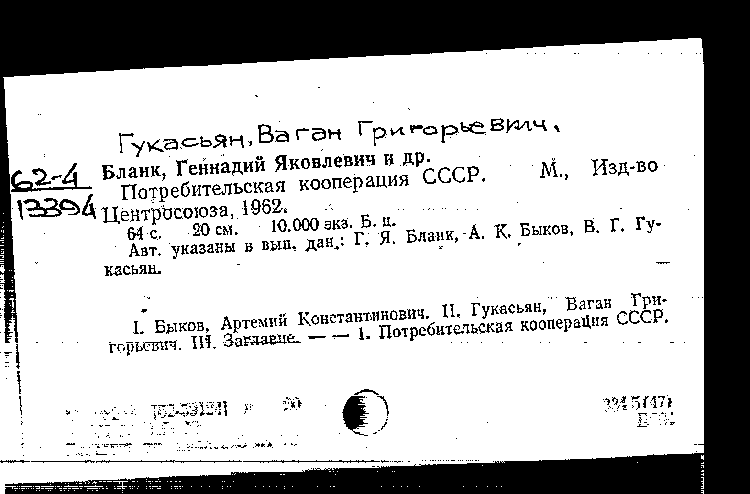 Гукасьян, Ваган Григорьевич.
62-4
13394
Бланк, Геннадий Яковлевич и др.
Потребительская кооперация СССР. М., Изд-во
Центросоюза, 1962.
64 с. 20 см. 10.000 экз. Б. ц.
Авт. указаны в вып. дан.: Г. Я. Бланк, А. К. Быков, В. Г. Гу-
касьян.
I. Быков, Артемий Константинович. II. Гукасьян, Ваган Гри-
горьевич. III. Заглавие. — — 1. Потребительская кооперация СССР.